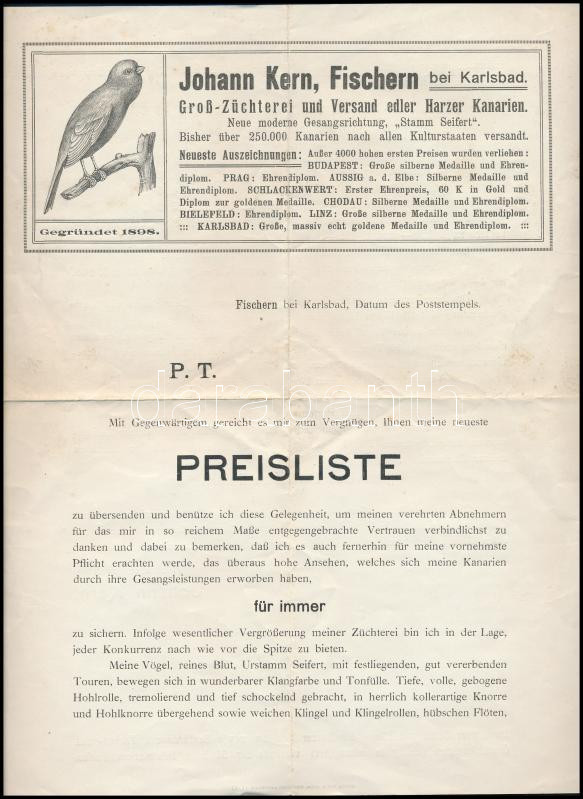 Johann Kern, Fischern bei Karlsbad.
Groß-Züchterei und Versand edler Harzer Kanarien.
Neue moderne Gesangsrichtung, „Stamm Seifert".
Bisher über 250.000 Kanarien nach allen Kulturstaaten versandt.
Neueste Auszeichnungen: Außer 4000 hohen ersten Preisen wurden verliehen:
BUDAPEST: Große silberne Medaille und Ehren-
diplom. PRAG: Ehrendiplom. AUSSIG a. d. Elbe: Silberne Medaille und
Ehrendiplom. SCHLACKENWERT: Erster Ehrenpreis, 60 K in Gold und
Diplom zur goldenen Medaille. CHODAU: Silberne Medaille und Ehrendiplom.
BIELEFELD: Ehrendiplom. LINZ: Große silberne Medaille und Ehrendiplom.
::: KARLSBAD: Große, massiv echt goldene Medaille und Ehrendiplom. :::
Gegründet 1898.
Fischern bei Karlsbad, Datum des Poststempels.
P. T.
darabanth
Mit Gegenwärtigem gereicht es mir zum Vergnügen, Ihnen meine neueste
PREISLISTE
zu übersenden und benütze ich diese Gelegenheit, um meinen verehrten Abnehmern
für das mir in so reichem Maße entgegengebrachte Vertrauen verbindlichst zu
danken und dabei zu bemerken, daß ich es auch fernerhin für meine vornehmste
Pflicht erachten werde, das überaus hohe Ansehen, welches sich meine Kanarien
durch ihre Gesangsleistungen erworben haben,
für immer
zu sichern. Infolge wesentlicher Vergrößerung meiner Züchterei bin ich in der Lage,
jeder Konkurrenz nach wie vor die Spitze zu bieten.
Meine Vögel, reines Blut, Urstamm Seifert, mit festliegenden, gut vererbenden
Touren, bewegen sich in wunderbarer Klangfarbe und Tonfülle. Tiefe, volle, gebogene
Hohlrolle, tremolierend und tief schockelnd gebracht, in herrlich kollerartige Knorre
und Hohlknorre übergehend sowie weichen Klingel und Klingelrollen, hübschen Flöten,